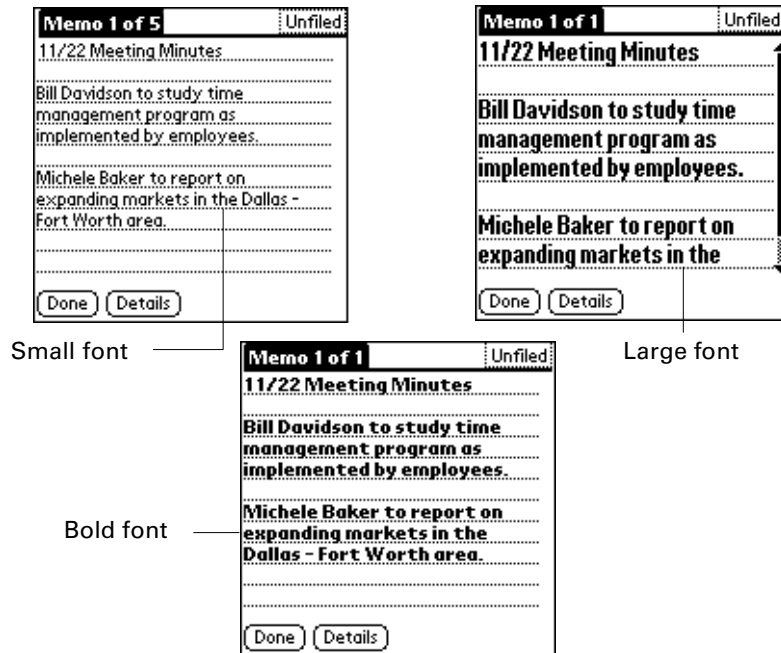 Memo 1 of 5
Unfiled
11/22 Meeting Minutes
Bill Davidson to study time
management program as
implemented by employees.
Michele Baker to report on
expanding markets in the Dallas -
Fort Worth area.
Done
Details
Small font
Memo 1 of 1
Unfiled
11/22 Meeting Minutes
Bill Davidson to study time
management program as
implemented by employees.
Michele Baker to report on
expanding markets in the
Done
Details
Large font
Memo 1 of 1
Unfiled
11/22 Meeting Minutes
Bill Davidson to study time
management program as
implemented by employees.
Michele Baker to report on
expanding markets in the
Dallas - Fort Worth area.
Done
Details
Bold font